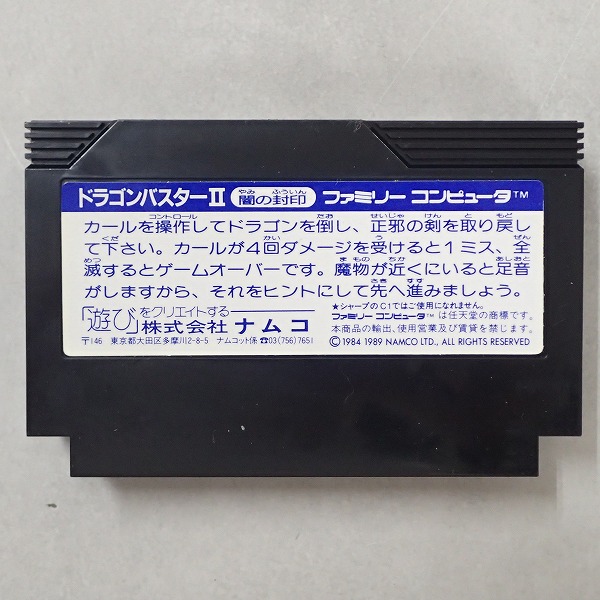 ドラゴンバスターII 闇の封印 ファミリー コンピュータ™
カールを操作してドラゴンを倒し、正邪の剣を取り戻し
て下さい。カールが4回ダメージを受けると1ミス、全
滅するとゲームオーバーです。魔物が近くにいると足音
がしますから、それをヒントにして先へ進みましょう。
「遊び」をクリエイトする
株式会社 ナムコ
〒146 東京都大田区多摩川2-8-5 ナムコット係 ☎03(756)7651
★シャープのC1ではご使用になれません。
ファミリー コンピュータ™は任天堂の商標です。
本商品の輸出、使用営業及び賃貸を禁じます。
©1984 1989 NAMCO LTD., ALL RIGHTS RESERVED